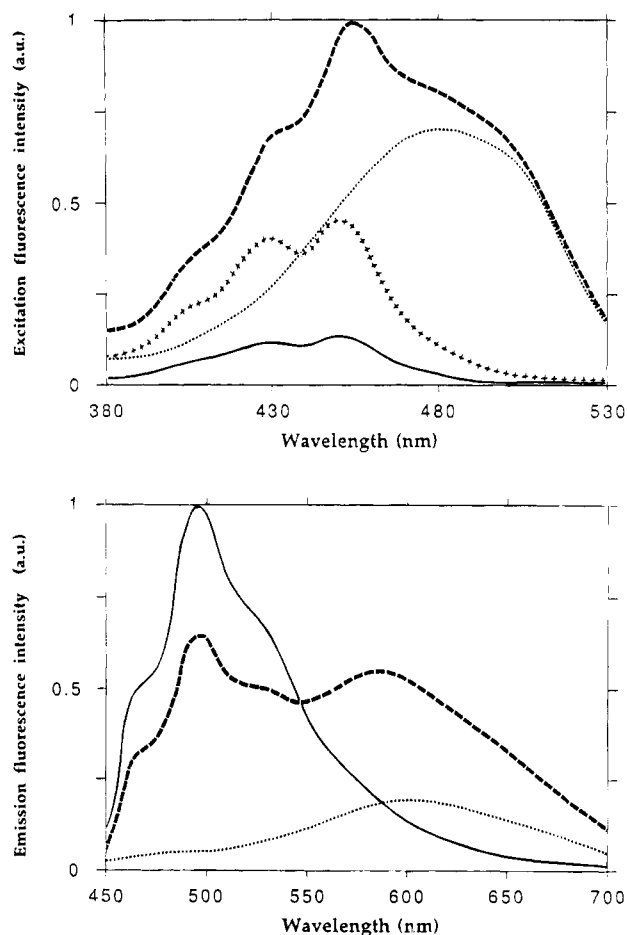 Excitation fluorescence intensity (a.u.)
1
0.5
0
380 430 480 530
Wavelength (nm)
Emission fluorescence intensity (a.u.)
1
0.5
0
450 500 550 600 650 700
Wavelength (nm)